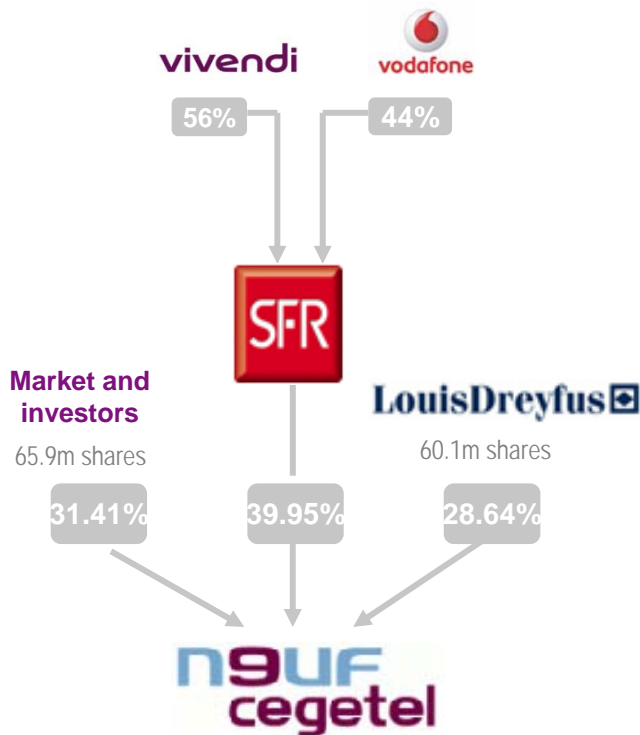 vivendi
vodafone
56%
44%
SFR
Market and
investors
65.9m shares
LouisDreyfus
60.1m shares
31.41%
39.95%
28.64%
n9uf
cegetel